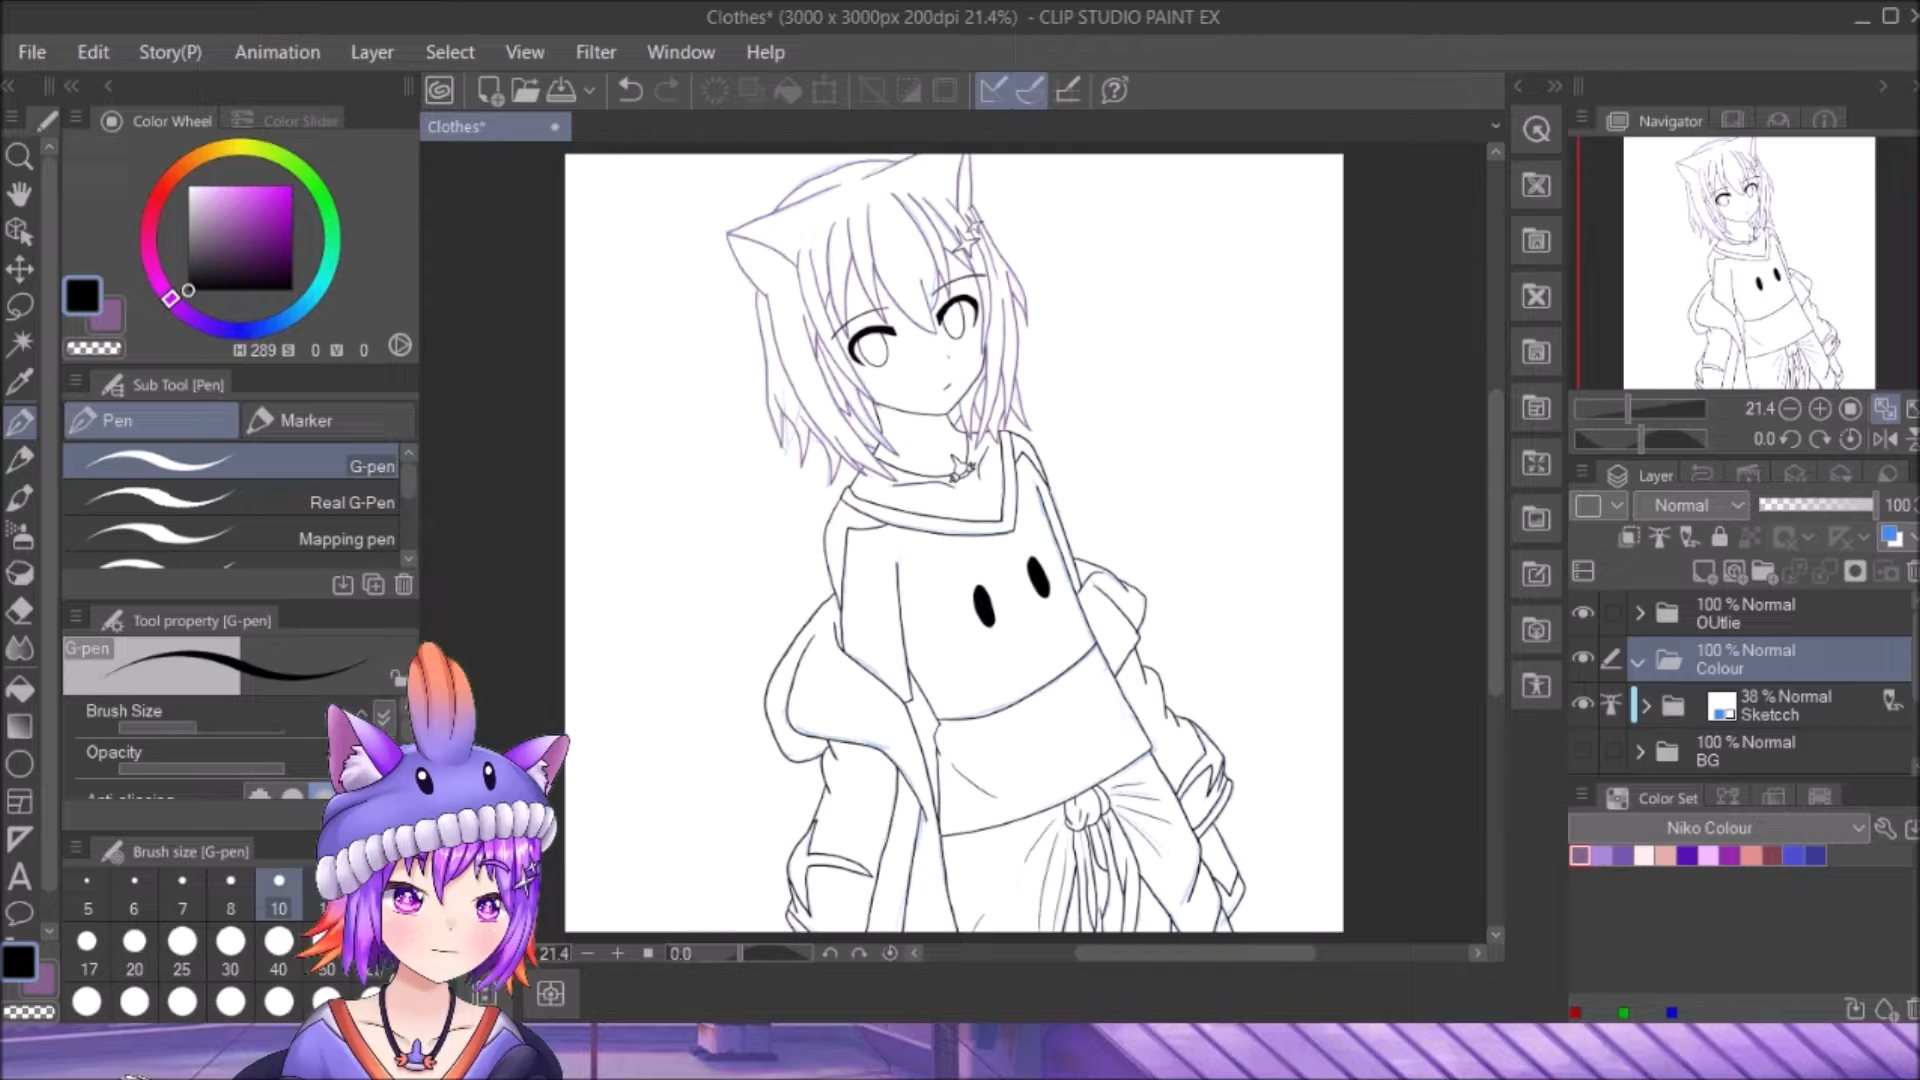 Clothes* (3000 x 3000px 200dpi 21.4%) - CLIP STUDIO PAINT EX
File Edit Story(P) Animation Layer Select View Filter Window Help
Color Wheel Color Slider
Clothes*
Navigator
H 289 S 0 V 0
Sub Tool [Pen]
Pen Marker
G-pen
Real G-Pen
Mapping pen
21.4
0.0
Layer
Normal 100
100 % Normal
OUtlie
100 % Normal
Colour
38 % Normal
Sketcch
100 % Normal
BG
Tool property [G-pen]
G-pen
Brush Size
Opacity
Color Set
Niko Colour
Brush size [G-pen]
5 6 7 8 10
17 20 25 30 40 50
21.4 0.0